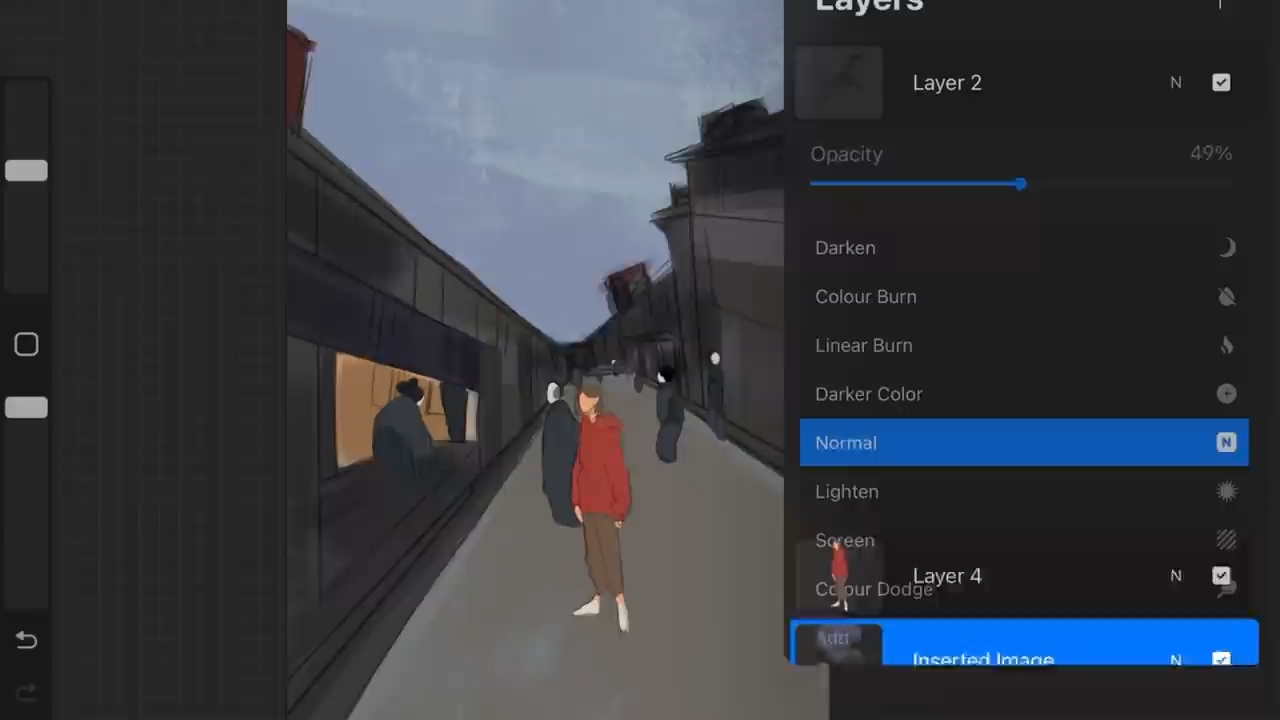 Layers
Layer 2 N
Opacity 49%
Darken
Colour Burn
Linear Burn
Darker Color
Normal N
Lighten
Screen
Layer 4 N
Colour Dodge
Add
Inserted Image N